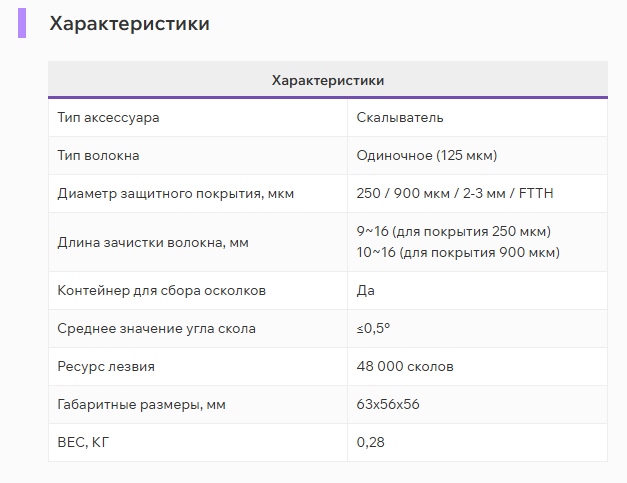 Характеристики
Характеристики
Тип аксессуара Скалыватель
Тип волокна Одиночное (125 мкм)
Диаметр защитного покрытия, мкм 250 / 900 мкм / 2-3 мм / FTTH
Длина зачистки волокна, мм 9~16 (для покрытия 250 мкм)
10~16 (для покрытия 900 мкм)
Контейнер для сбора осколков Да
Среднее значение угла скола ≤0,5°
Ресурс лезвия 48 000 сколов
Габаритные размеры, мм 63x56x56
ВЕС, КГ 0,28